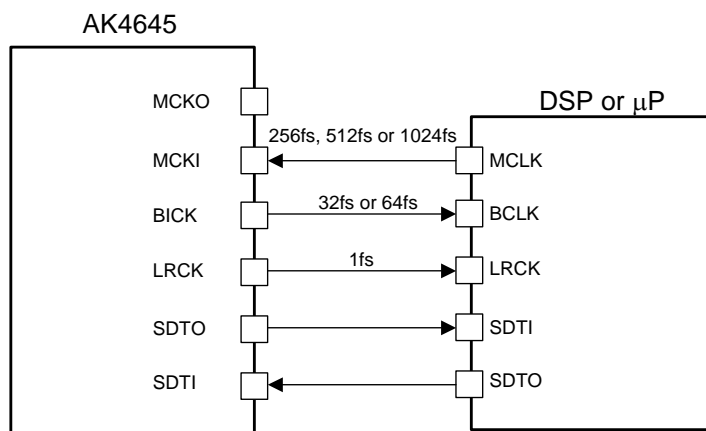 AK4645
DSP or μP
MCKO
256fs, 512fs or 1024fs
MCKI
MCLK
32fs or 64fs
BICK
BCLK
1fs
LRCK
LRCK
SDTO
SDTI
SDTI
SDTO